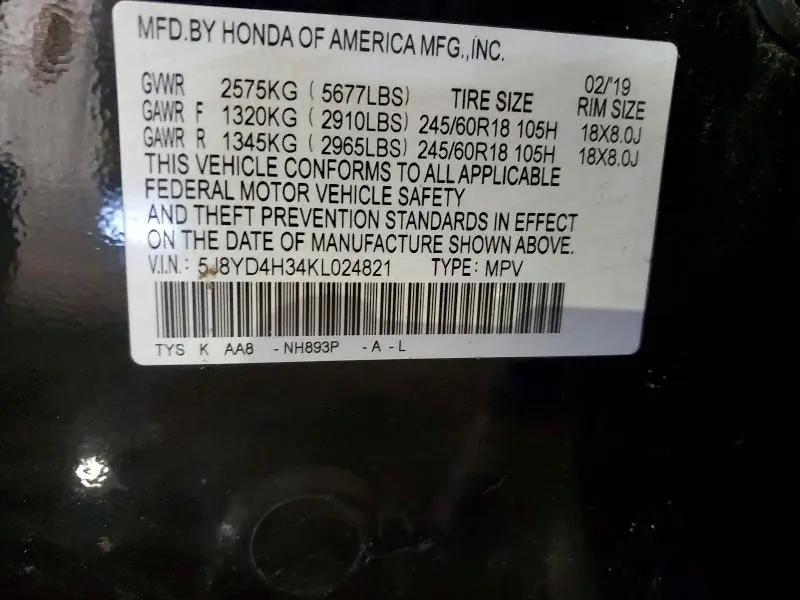 MFD.BY HONDA OF AMERICA MFG.,INC.
02/'19
GVWR 2575KG ( 5677LBS) TIRE SIZE RIM SIZE
GAWR F 1320KG ( 2910LBS) 245/60R18 105H 18X8.0J
GAWR R 1345KG ( 2965LBS) 245/60R18 105H 18X8.0J
THIS VEHICLE CONFORMS TO ALL APPLICABLE
FEDERAL MOTOR VEHICLE SAFETY
AND THEFT PREVENTION STANDARDS IN EFFECT
ON THE DATE OF MANUFACTURE SHOWN ABOVE.
V.I.N.: 5J8YD4H34KL024821 TYPE: MPV
TYS K AA8 -NH893P -A -L